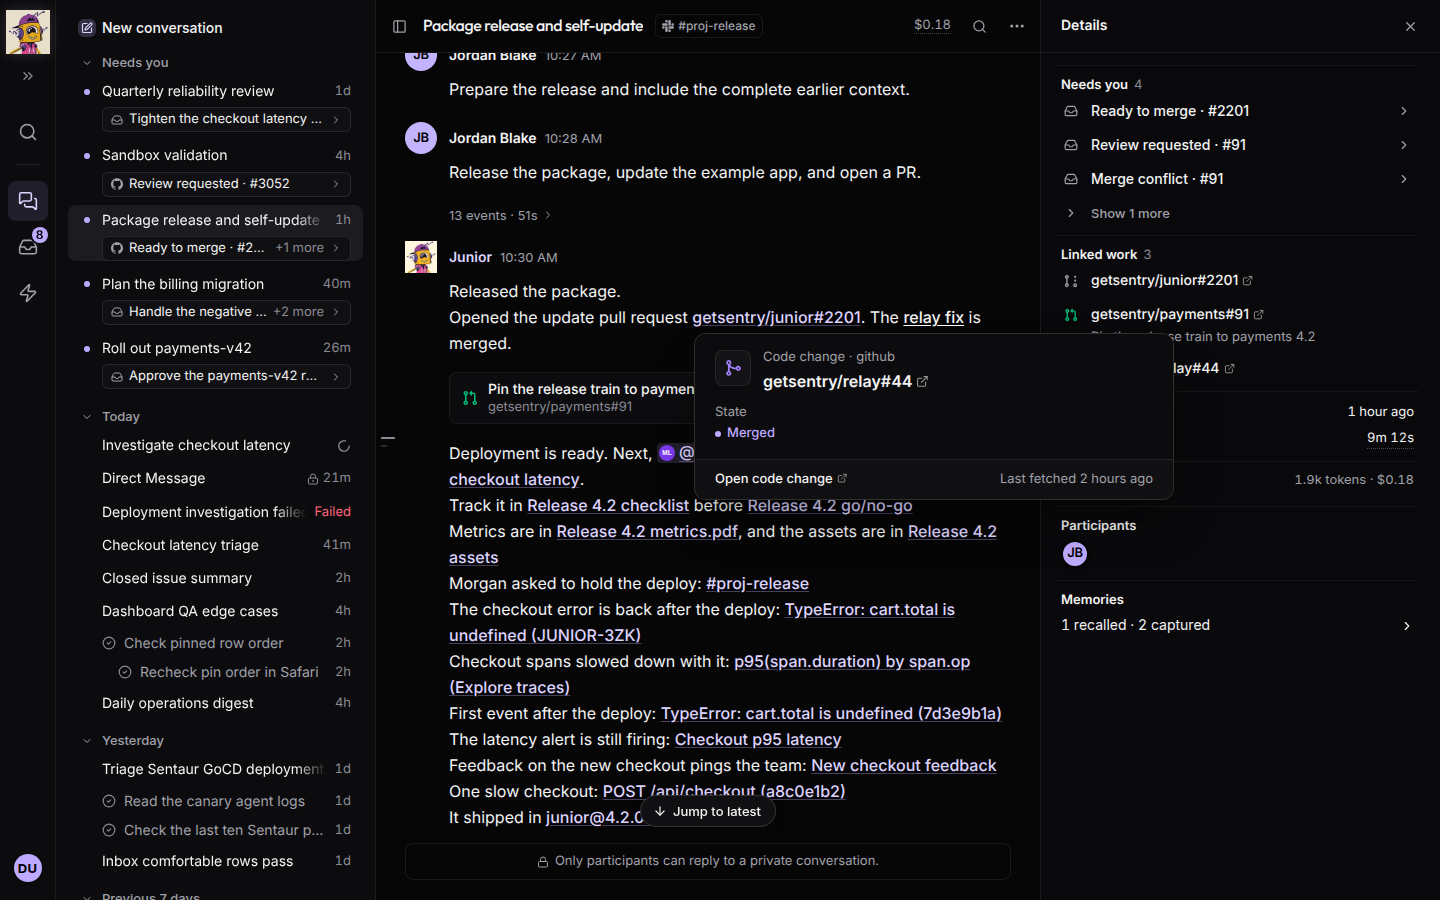 New conversation
Needs you
Quarterly reliability review 1d
Tighten the checkout latency ...
Sandbox validation 4h
Review requested · #3052
Package release and self-update 1h
Ready to merge · #2... +1 more
Plan the billing migration 40m
Handle the negative ... +2 more
Roll out payments-v42 26m
Approve the payments-v42 r...
Today
Investigate checkout latency
Direct Message 21m
Deployment investigation failed Failed
Checkout latency triage 41m
Closed issue summary 2h
Dashboard QA edge cases 4h
Check pinned row order 2h
Recheck pin order in Safari 2h
Daily operations digest 4h
Yesterday
Triage Sentaur GoCD deployment 1d
Read the canary agent logs 1d
Check the last ten Sentaur p... 1d
Inbox comfortable rows pass 1d
Previous 7 days
8
DU
Package release and self-update #proj-release $0.18
JB Jordan Blake 10:27 AM
Prepare the release and include the complete earlier context.
JB Jordan Blake 10:28 AM
Release the package, update the example app, and open a PR.
13 events · 51s
Junior 10:30 AM
Released the package.
Opened the update pull request getsentry/junior#2201. The relay fix is
merged.
Pin the release train to paymen
getsentry/payments#91
Code change · github
getsentry/relay#44
State
Merged
Open code change Last fetched 2 hours ago
Deployment is ready. Next, ML @
checkout latency.
Track it in Release 4.2 checklist before Release 4.2 go/no-go
Metrics are in Release 4.2 metrics.pdf, and the assets are in Release 4.2
assets
Morgan asked to hold the deploy: #proj-release
The checkout error is back after the deploy: TypeError: cart.total is
undefined (JUNIOR-3ZK)
Checkout spans slowed down with it: p95(span.duration) by span.op
(Explore traces)
First event after the deploy: TypeError: cart.total is undefined (7d3e9b1a)
The latency alert is still firing: Checkout p95 latency
Feedback on the new checkout pings the team: New checkout feedback
One slow checkout: POST /api/checkout (a8c0e1b2)
It shipped in junior@4.2.0
Jump to latest
Only participants can reply to a private conversation.
Details
Needs you 4
Ready to merge · #2201
Review requested · #91
Merge conflict · #91
Show 1 more
Linked work 3
getsentry/junior#2201
getsentry/payments#91
train to payments 4.2
lay#44
1 hour ago
9m 12s
1.9k tokens · $0.18
Participants
JB
Memories
1 recalled · 2 captured